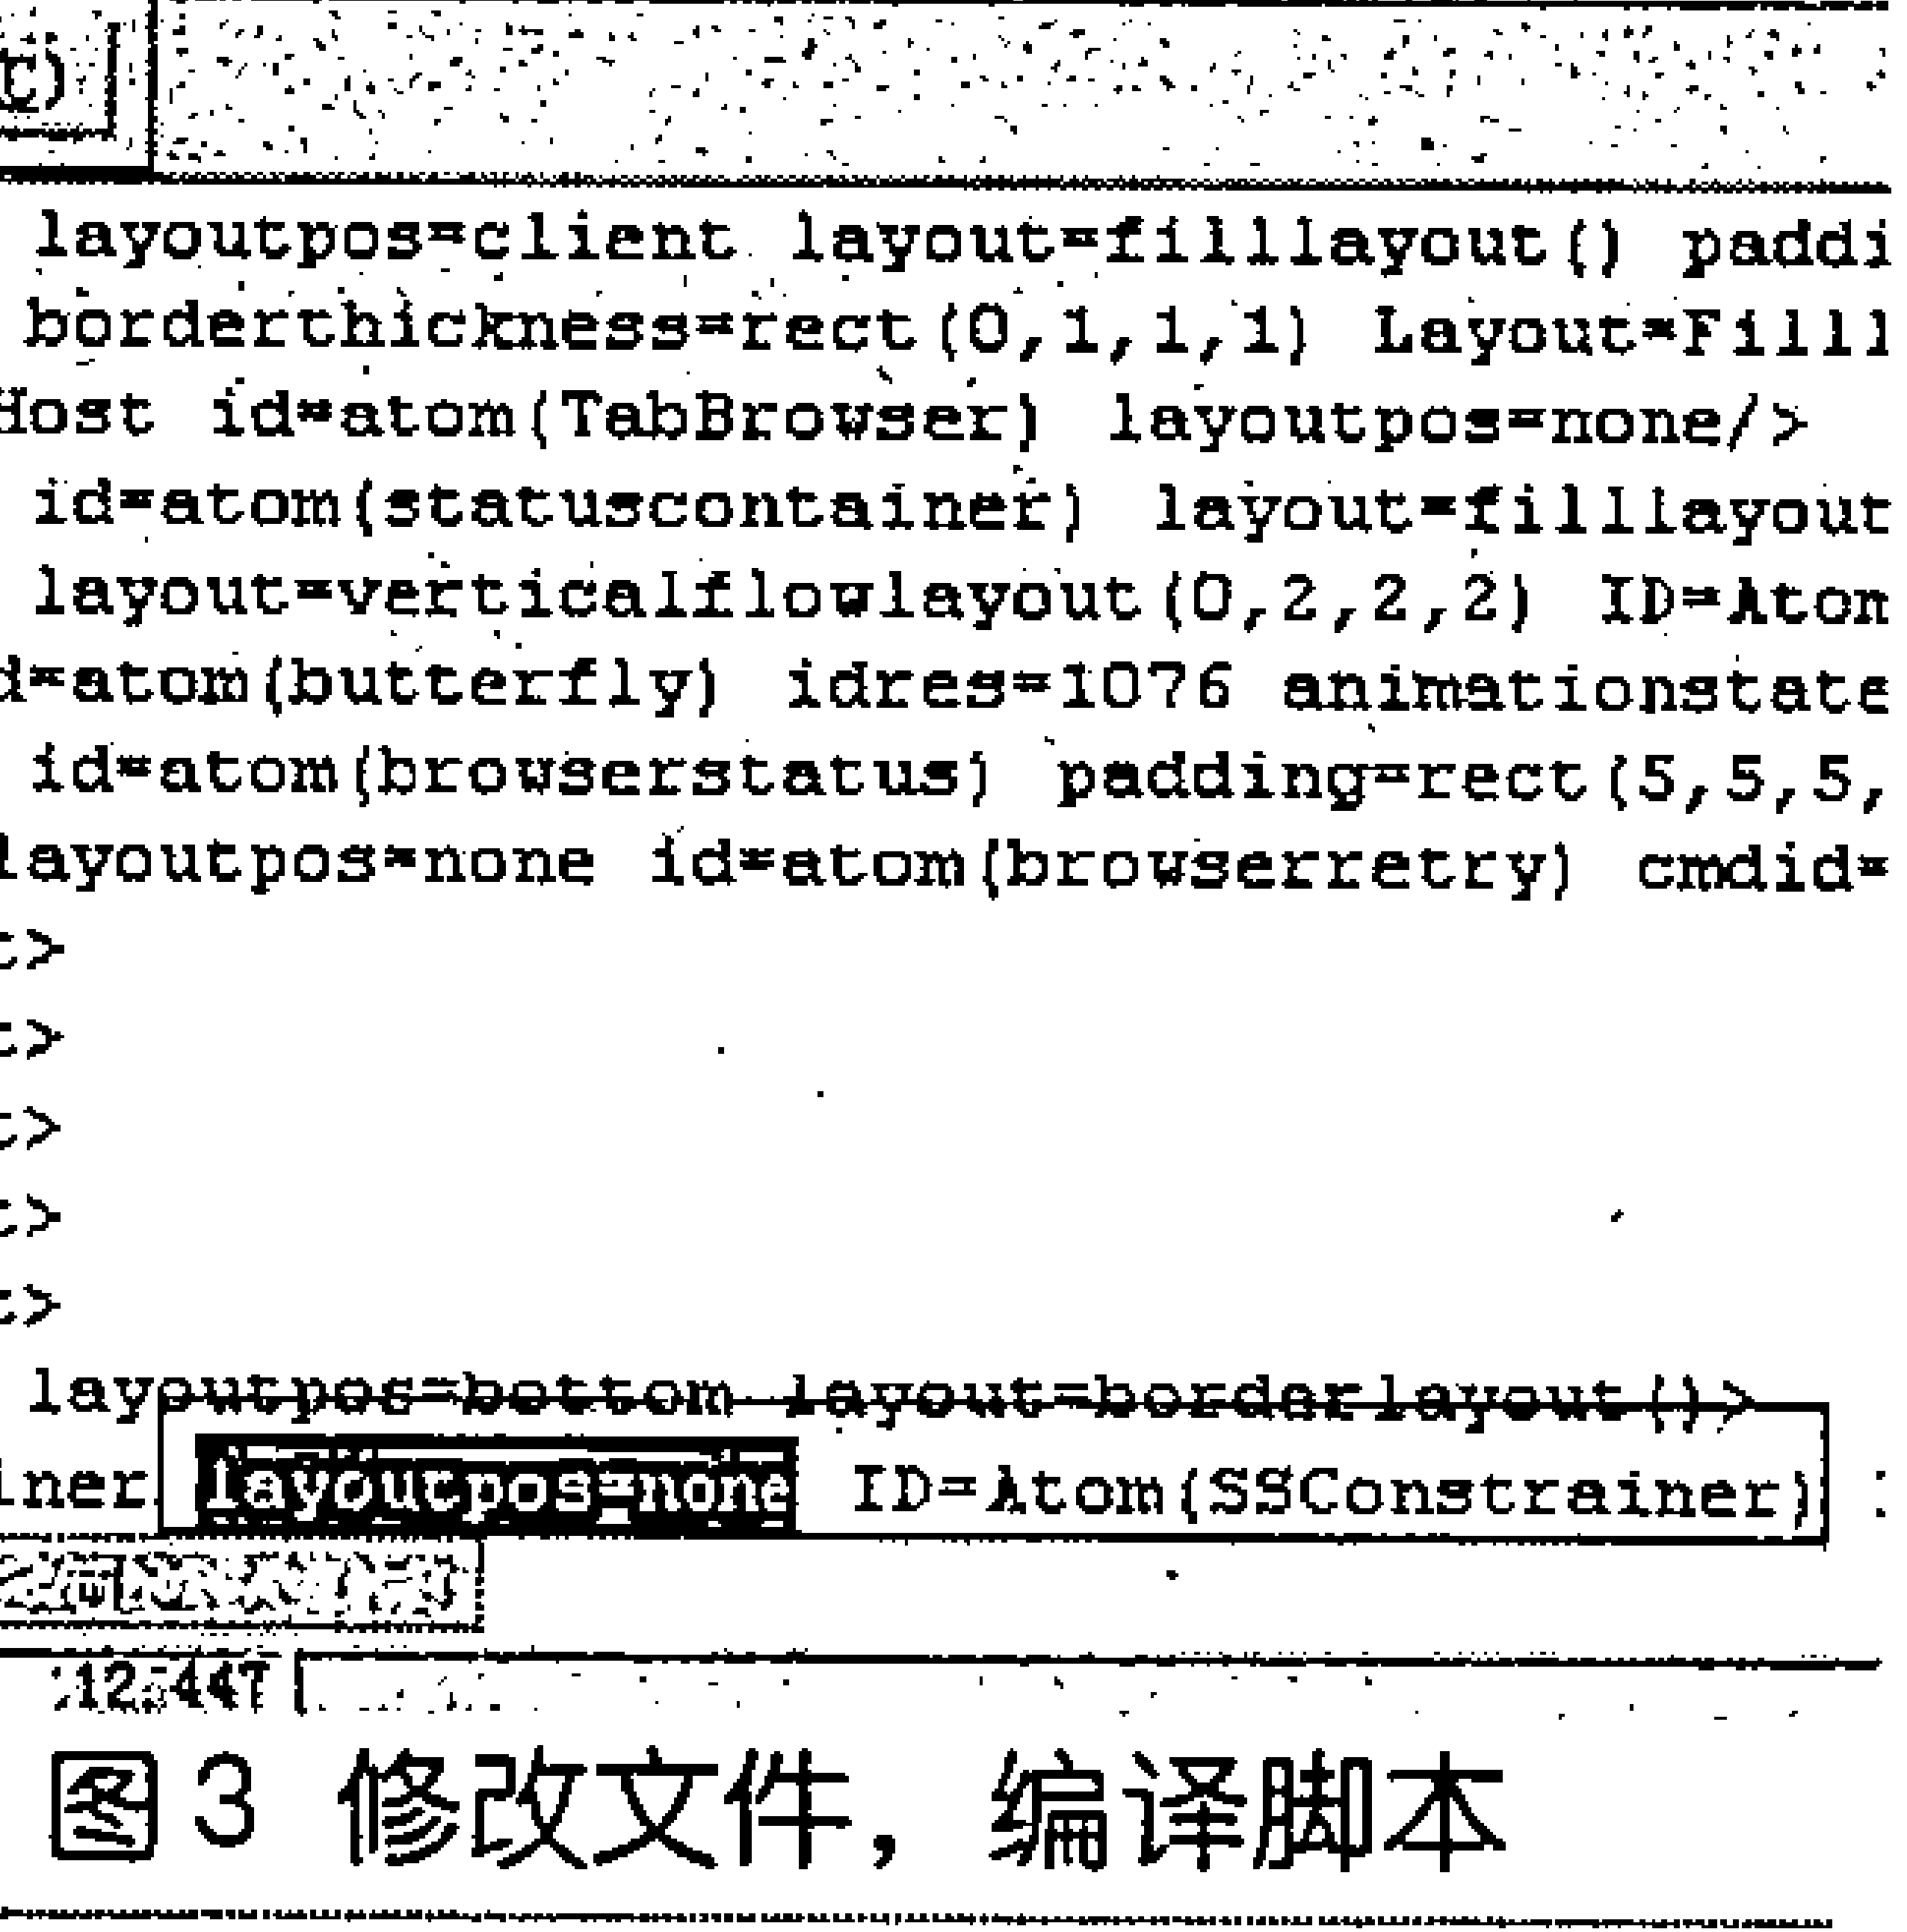 C)
layoutpos=client layout=filllayout() paddi
borderthickness=rect(0,1,1,1) Layout=Filll
Host id=atom(TabBrowser) layoutpos=none/>
id=atom(statuscontainer) layout=filllayout
layout=verticalflowlayout(0,2,2,2) ID=Atom
d=atom(butterfly) idres=1076 animationstate
id=atom(browserstatus) padding=rect(5,5,5,
layoutpos=none id=atom(browserretry) cmdid=
t>
t>
t>
t>
t>
layoutpos=bottom layout=borderlayout()>
iner layoutpos=none ID=Atom(SSConstrainer)
:12:447
图3 修改文件，编译脚本